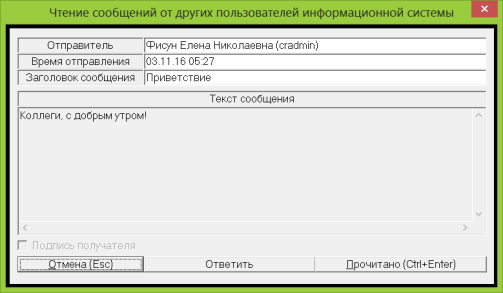 Чтение сообщений от других пользователей информационной системы
Отправитель Фисун Елена Николаевна (cradmin)
Время отправления 03.11.16 05:27
Заголовок сообщения Приветствие
Текст сообщения
Коллеги, с добрым утром!
Подпись получателя
Отмена (Esc) Ответить Прочитано (Ctrl+Enter)